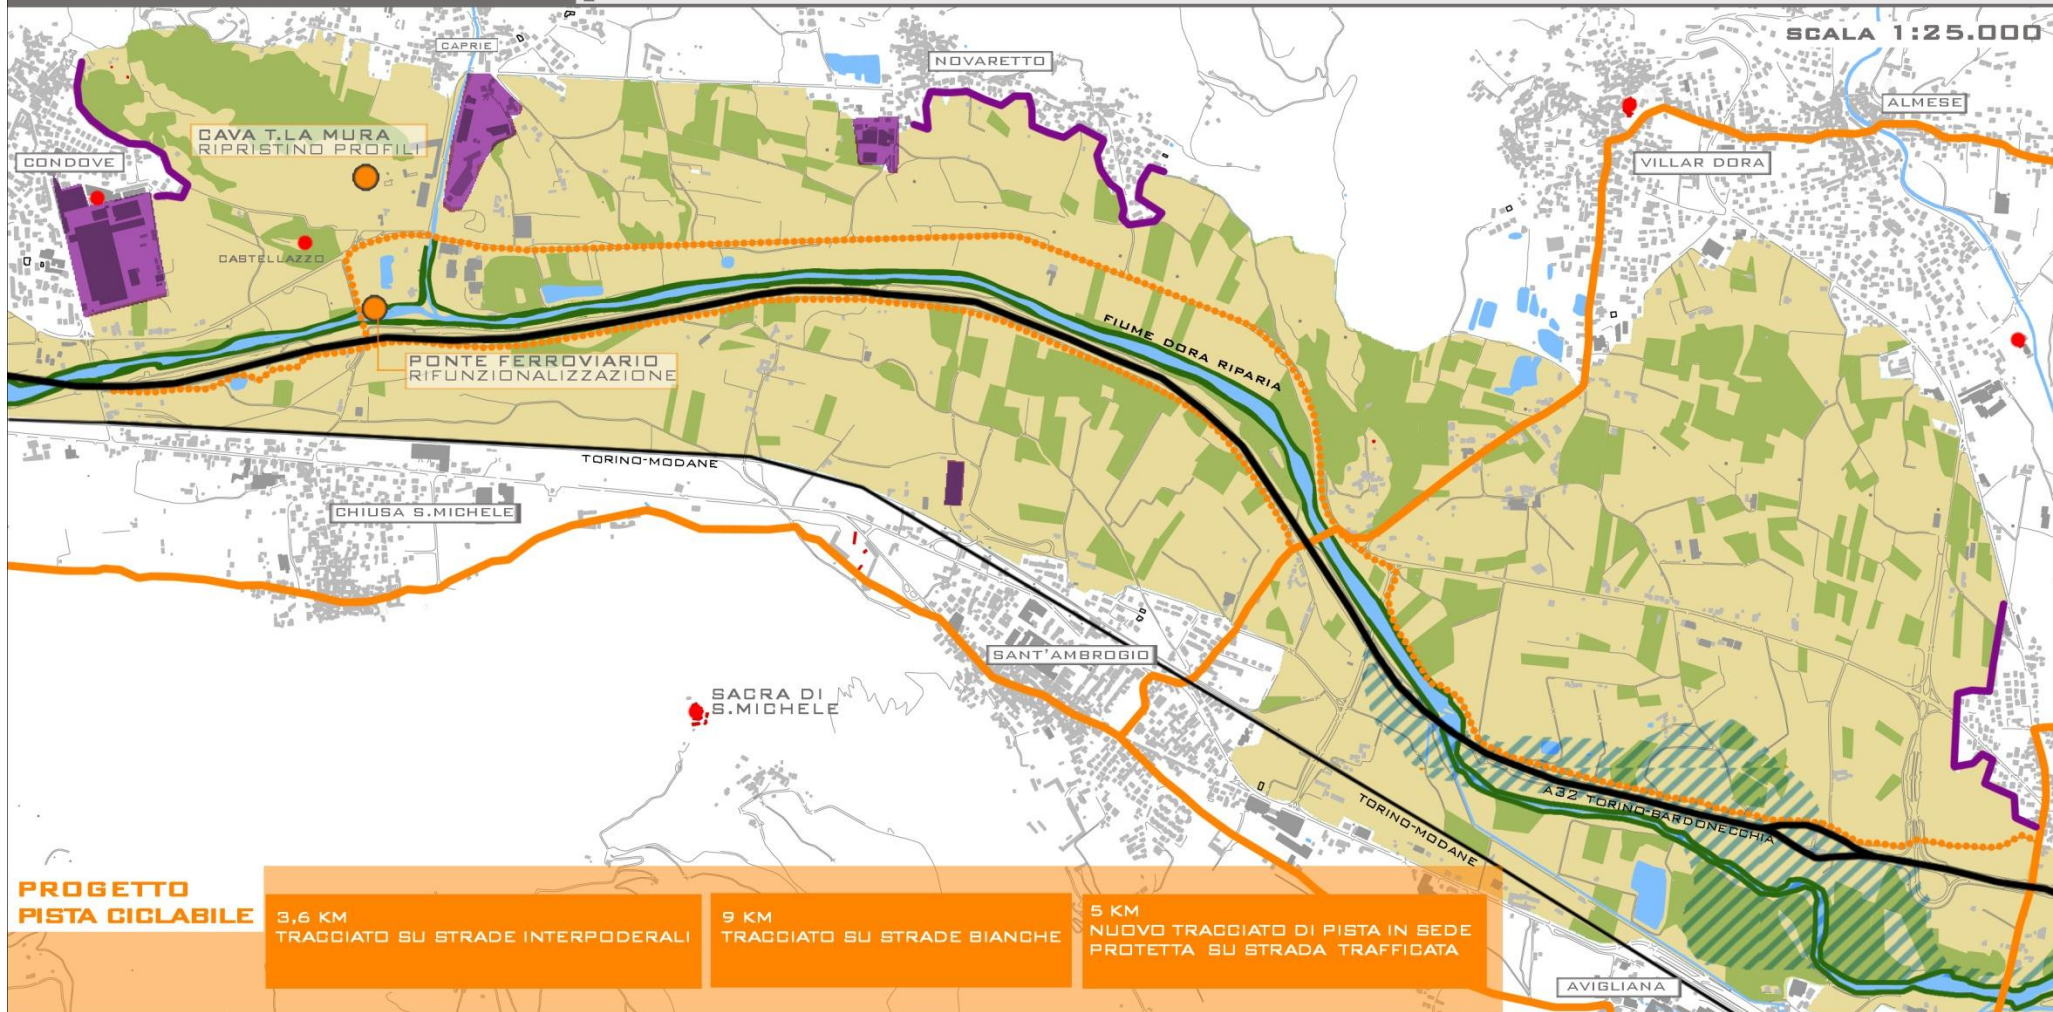 SCALA 1:25.000
CAPRIE
NOVARETTO
ALMESE
CAVA T.LA MURA
RIPRISTINO PROFILI
CONDOVE
VILLAR DORA
CASTELLAZZO
FIUME DORA RIPARIA
PONTE FERROVIARIO
RIFUNZIONALIZZAZIONE
TORINO-MODANE
CHIUSA S.MICHELE
SANT'AMBROGIO
SACRA DI
S.MICHELE
A32 TORINO-BARDONECCHIA
TORINO-MODANE
PROGETTO
PISTA CICLABILE
3,6 KM
TRACCIATO SU STRADE INTERPODERALI
9 KM
TRACCIATO SU STRADE BIANCHE
5 KM
NUOVO TRACCIATO DI PISTA IN SEDE
PROTETTA SU STRADA TRAFFICATA
AVIGLIANA